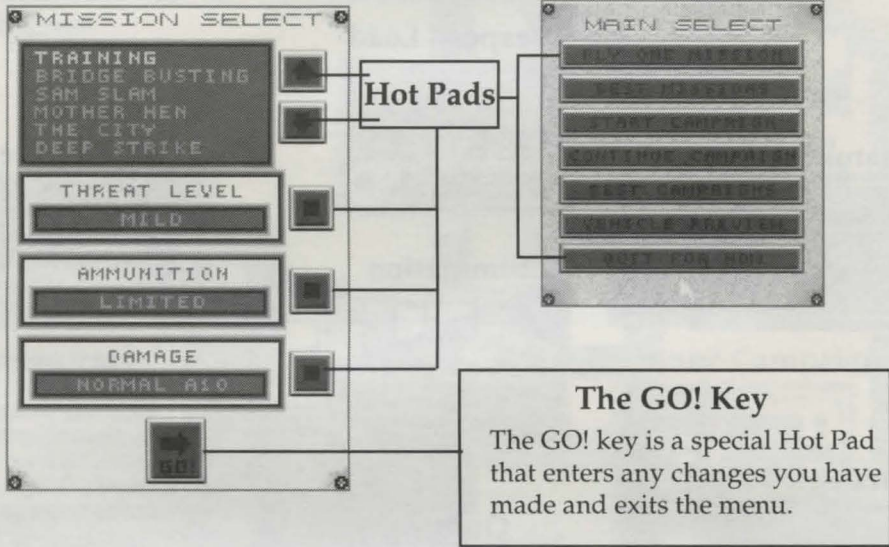 MISSION SELECT
TRAINING
BRIDGE BUSTING
SAM SLAM
MOTHER HEN
THE CITY
DEEP STRIKE
THREAT LEVEL
MILD
AMMUNITION
LIMITED
DAMAGE
NORMAL A10
GO!
Hot Pads
MAIN SELECT
FLY ONE MISSION
BEST MISSIONS
START CAMPAIGN
CONTINUE CAMPAIGN
BEST CAMPAIGNS
VEHICLE PREVIEW
QUIT FOR NOW
The GO! Key
The GO! key is a special Hot Pad
that enters any changes you have
made and exits the menu.